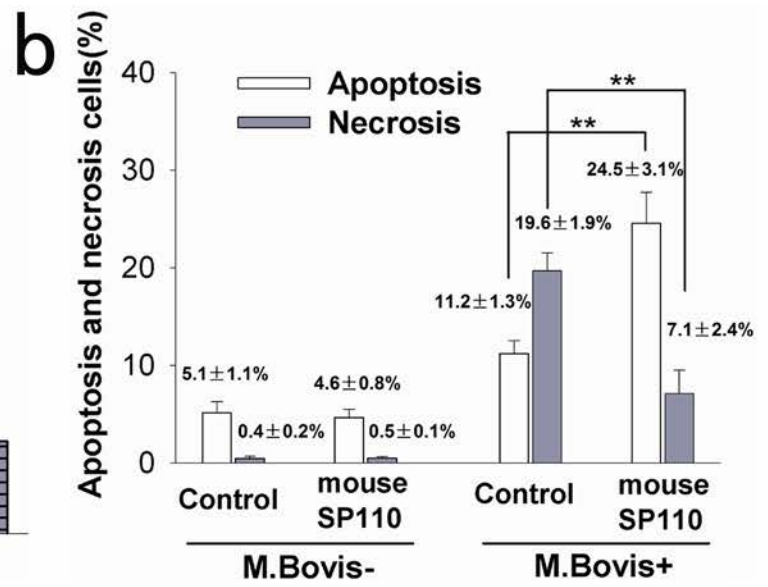 b
Apoptosis and necrosis cells(%)
40
30
20
10
0
Apoptosis
Necrosis
**
**
24.5±3.1%
19.6±1.9%
11.2±1.3%
7.1±2.4%
5.1±1.1%
4.6±0.8%
0.4±0.2%
0.5±0.1%
Control
mouse
SP110
Control
mouse
SP110
M.Bovis-
M.Bovis+